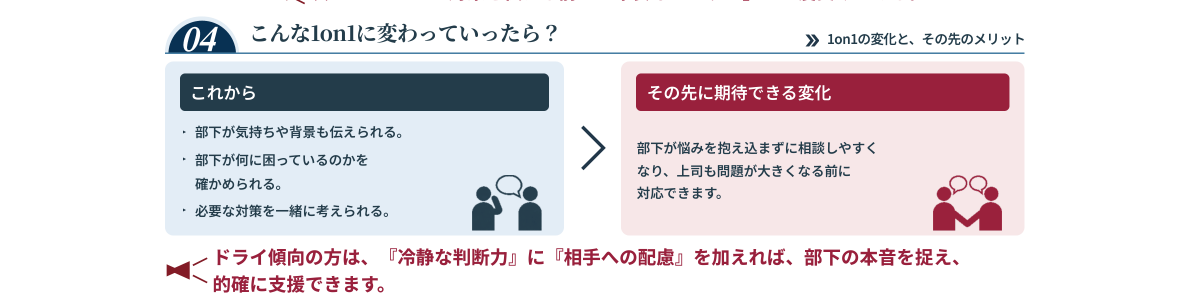 04
こんな1on1に変わっていったら？
1on1の変化と、その先のメリット
これから
・ 部下が気持ちや背景も伝えられる。
・ 部下が何に困っているのかを
確かめられる。
・ 必要な対策を一緒に考えられる。
その先に期待できる変化
部下が悩みを抱え込まずに相談しやすく
なり、上司も問題が大きくなる前に
対応できます。
ドライ傾向の方は、『冷静な判断力』に『相手への配慮』を加えれば、部下の本音を捉え、
的確に支援できます。